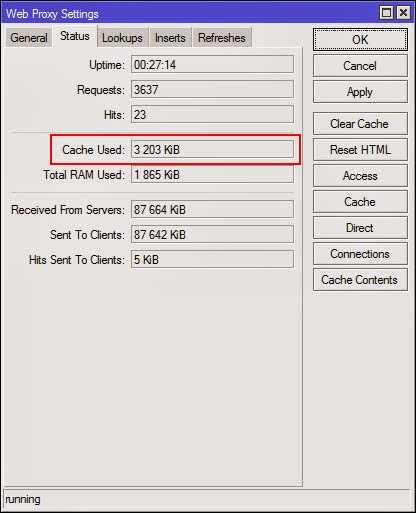 Web Proxy Settings
General Status Lookups Inserts Refreshes
Uptime: 00:27:14
Requests: 3637
Hits: 23
Cache Used: 3 203 KiB
Total RAM Used: 1 865 KiB
Received From Servers: 87 664 KiB
Sent To Clients: 87 642 KiB
Hits Sent To Clients: 5 KiB
OK
Cancel
Apply
Clear Cache
Reset HTML
Access
Cache
Direct
Connections
Cache Contents
running